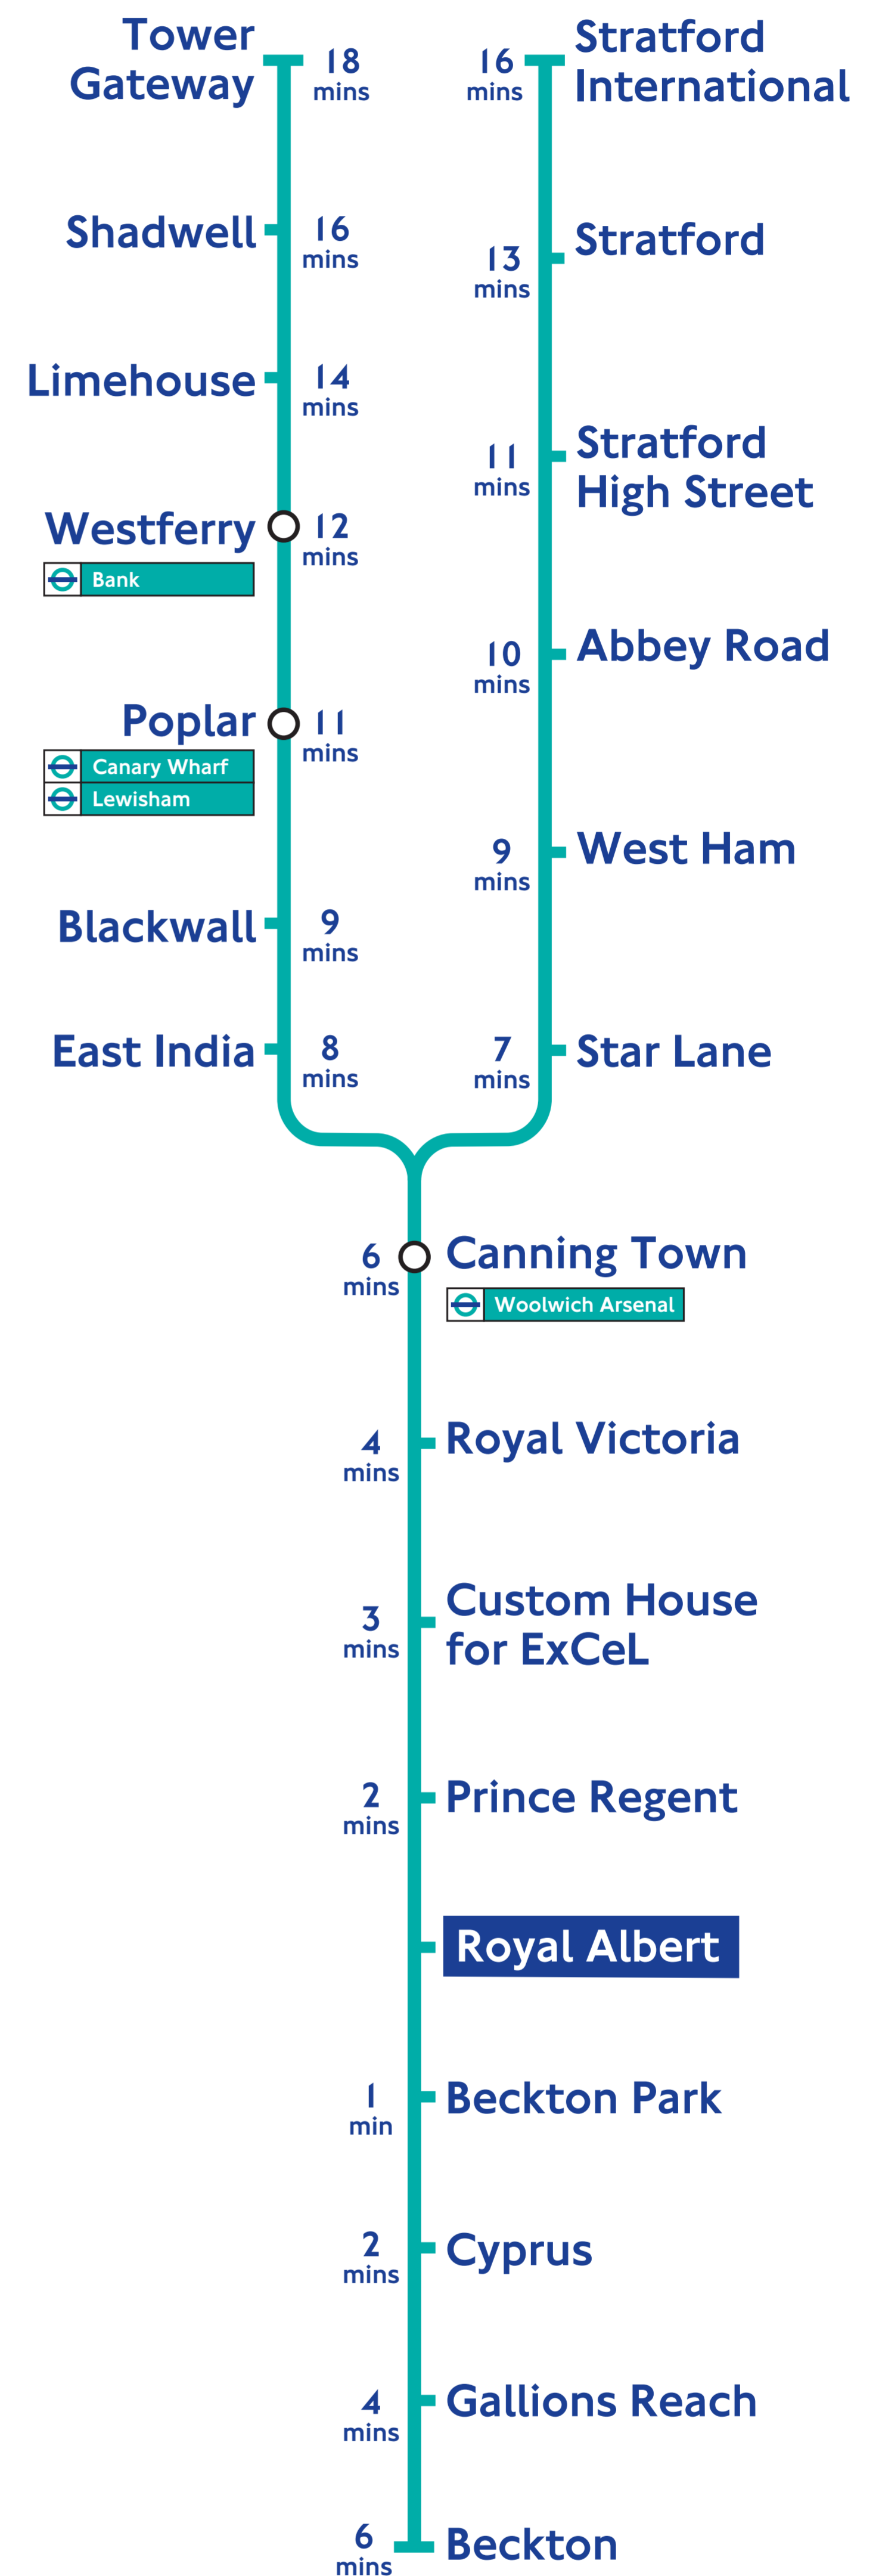 Tower
Gateway
18
mins
Shadwell
16
mins
Limehouse
14
mins
Westferry
12
mins
Bank
Poplar
11
mins
Canary Wharf
Lewisham
Blackwall
9
mins
East India
8
mins
Stratford
International
16
mins
Stratford
13
mins
Stratford
High Street
11
mins
Abbey Road
10
mins
West Ham
9
mins
Star Lane
7
mins
Canning Town
6
mins
Woolwich Arsenal
Royal Victoria
4
mins
Custom House
for ExCeL
3
mins
Prince Regent
2
mins
Royal Albert
Beckton Park
1
min
Cyprus
2
mins
Gallions Reach
4
mins
Beckton
6
mins